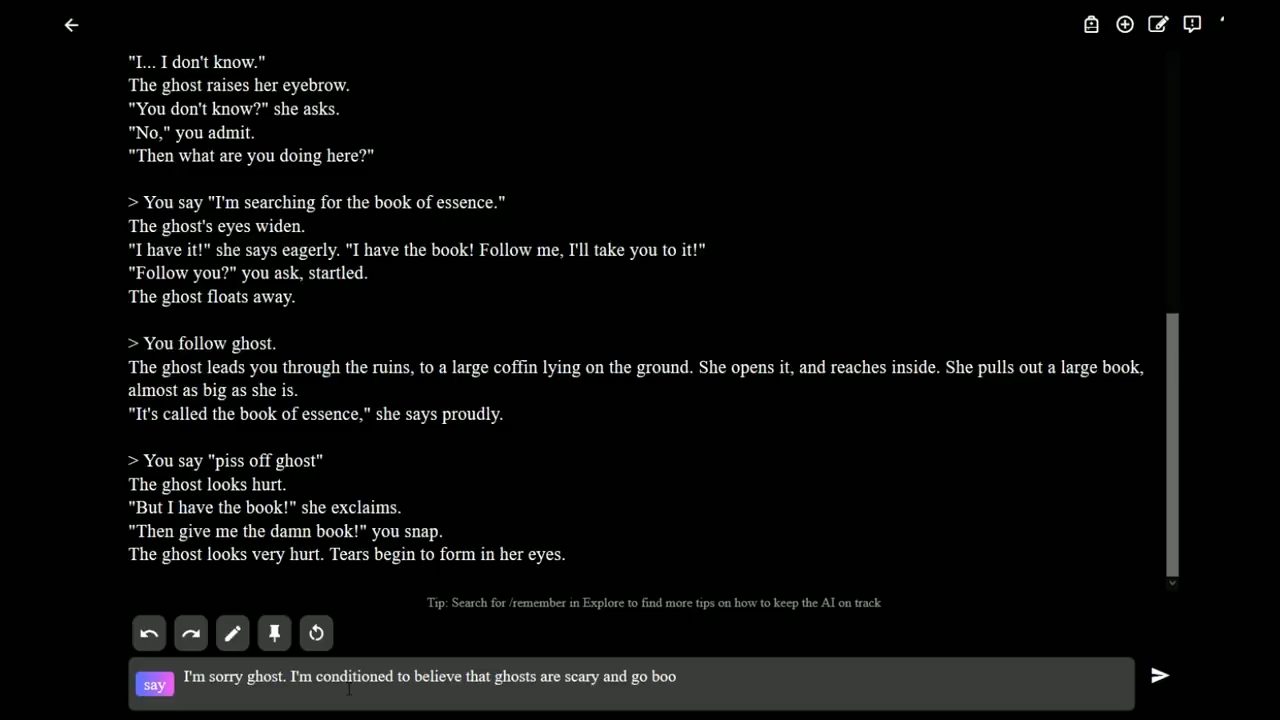 "I... I don't know."
The ghost raises her eyebrow.
"You don't know?" she asks.
"No," you admit.
"Then what are you doing here?"
> You say "I'm searching for the book of essence."
The ghost's eyes widen.
"I have it!" she says eagerly. "I have the book! Follow me, I'll take you to it!"
"Follow you?" you ask, startled.
The ghost floats away.
> You follow ghost.
The ghost leads you through the ruins, to a large coffin lying on the ground. She opens it, and reaches inside. She pulls out a large book,
almost as big as she is.
"It's called the book of essence," she says proudly.
> You say "piss off ghost"
The ghost looks hurt.
"But I have the book!" she exclaims.
"Then give me the damn book!" you snap.
The ghost looks very hurt. Tears begin to form in her eyes.
Tip: Search for /remember in Explore to find more tips on how to keep the AI on track
say I'm sorry ghost. I'm conditioned to believe that ghosts are scary and go boo